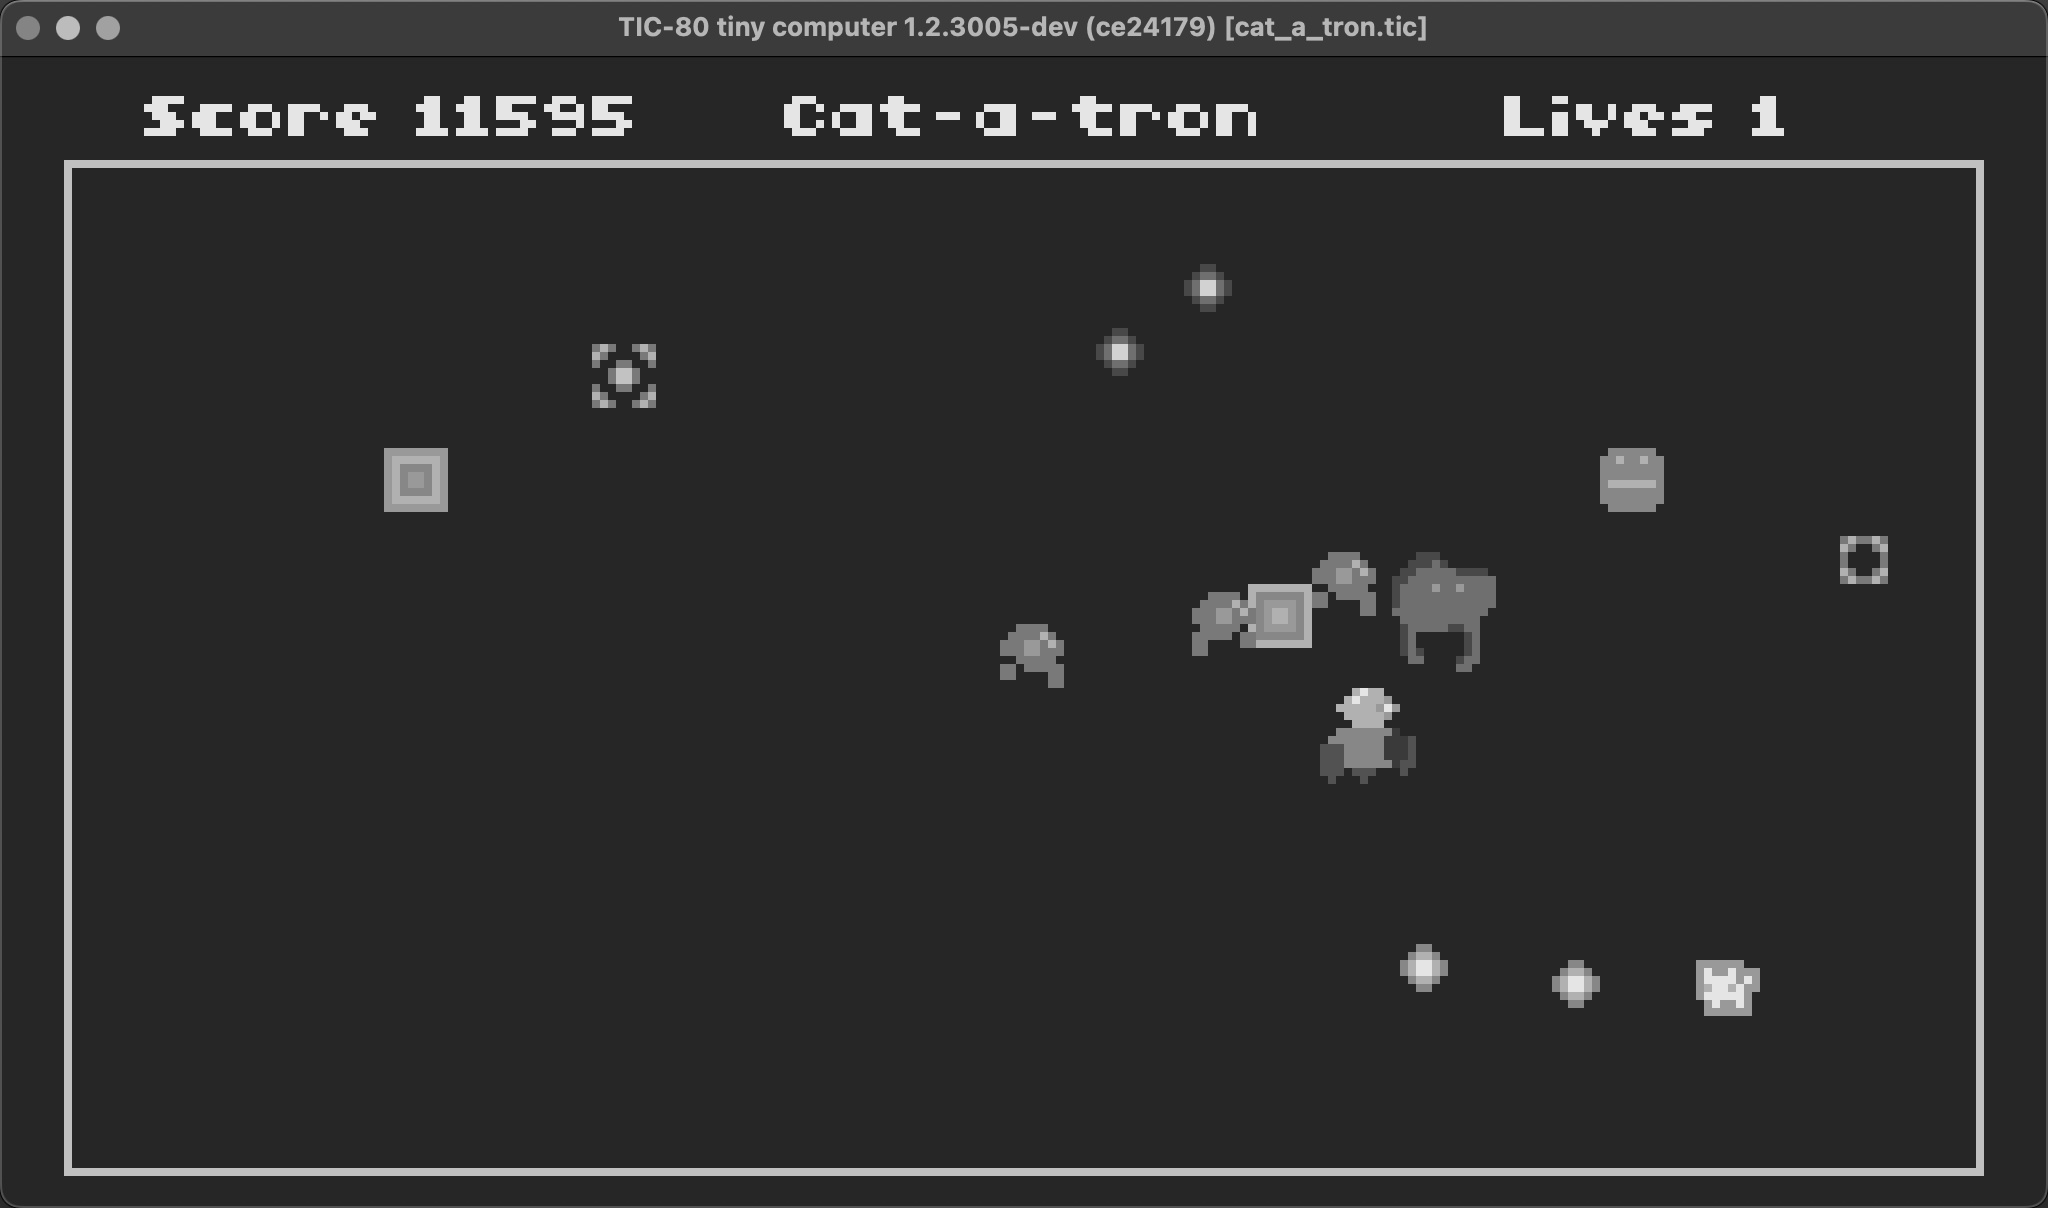 TIC-80 tiny computer 1.2.3005-dev (ce24179) [cat_a_tron.tic]
Score 11595 Cat-a-tron Lives 1